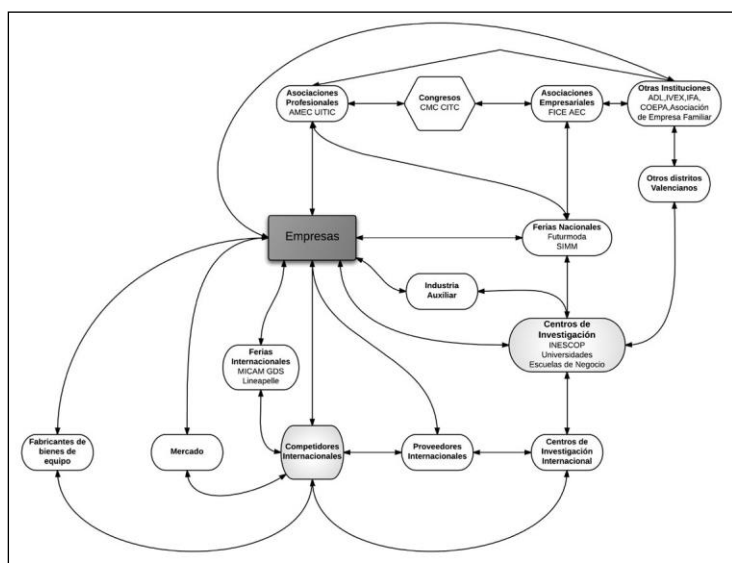 Asociaciones
Profesionales
AMEC UITIC
Congresos
CMC CITC
Asociaciones
Empresariales
FICE AEC
Otras Instituciones
ADL,IVEX,IFA,
COEPA,Asociación
de Empresa Familiar
Otros distritos
Valencianos
Empresas
Ferias Nacionales
Futurmoda
SIMM
Industria
Auxiliar
Centros de
Investigación
INESCOP
Universidades
Escuelas de Negocio
Ferias
Internacionales
MICAM GDS
Lineapelle
Fabricantes de
bienes de
equipo
Mercado
Competidores
Internacionales
Proveedores
Internacionales
Centros de
Investigación
Internacional